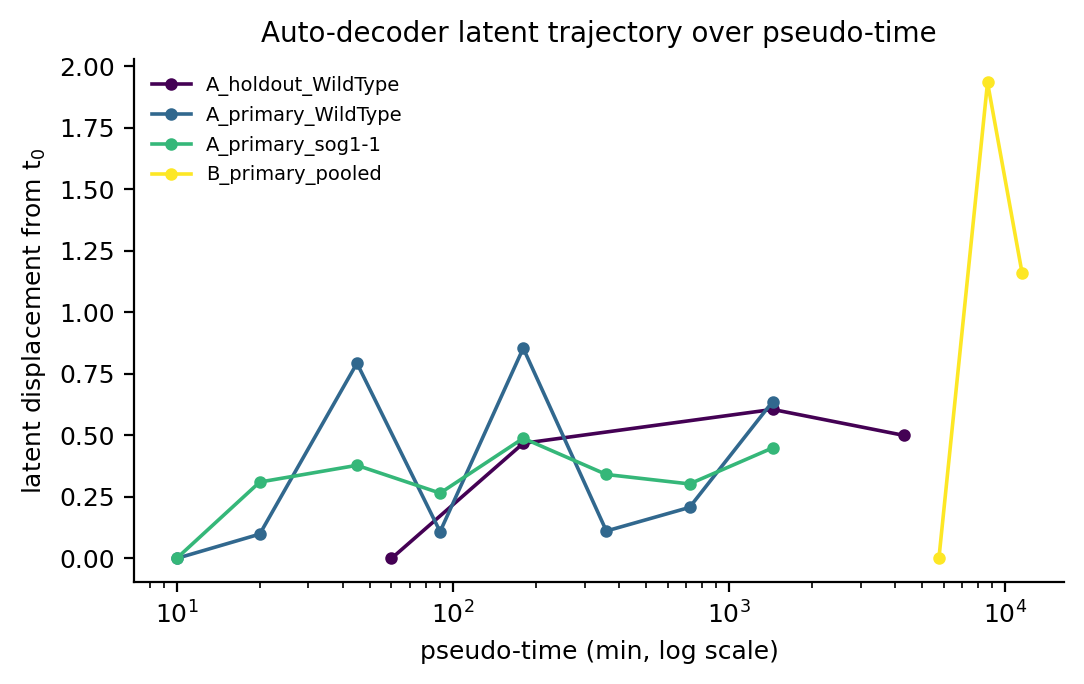 Auto-decoder latent trajectory over pseudo-time
latent displacement from t₀
2.00
1.75
1.50
1.25
1.00
0.75
0.50
0.25
0.00
A_holdout_WildType
A_primary_WildType
A_primary_sog1-1
B_primary_pooled
10¹ 10² 10³ 10⁴
pseudo-time (min, log scale)